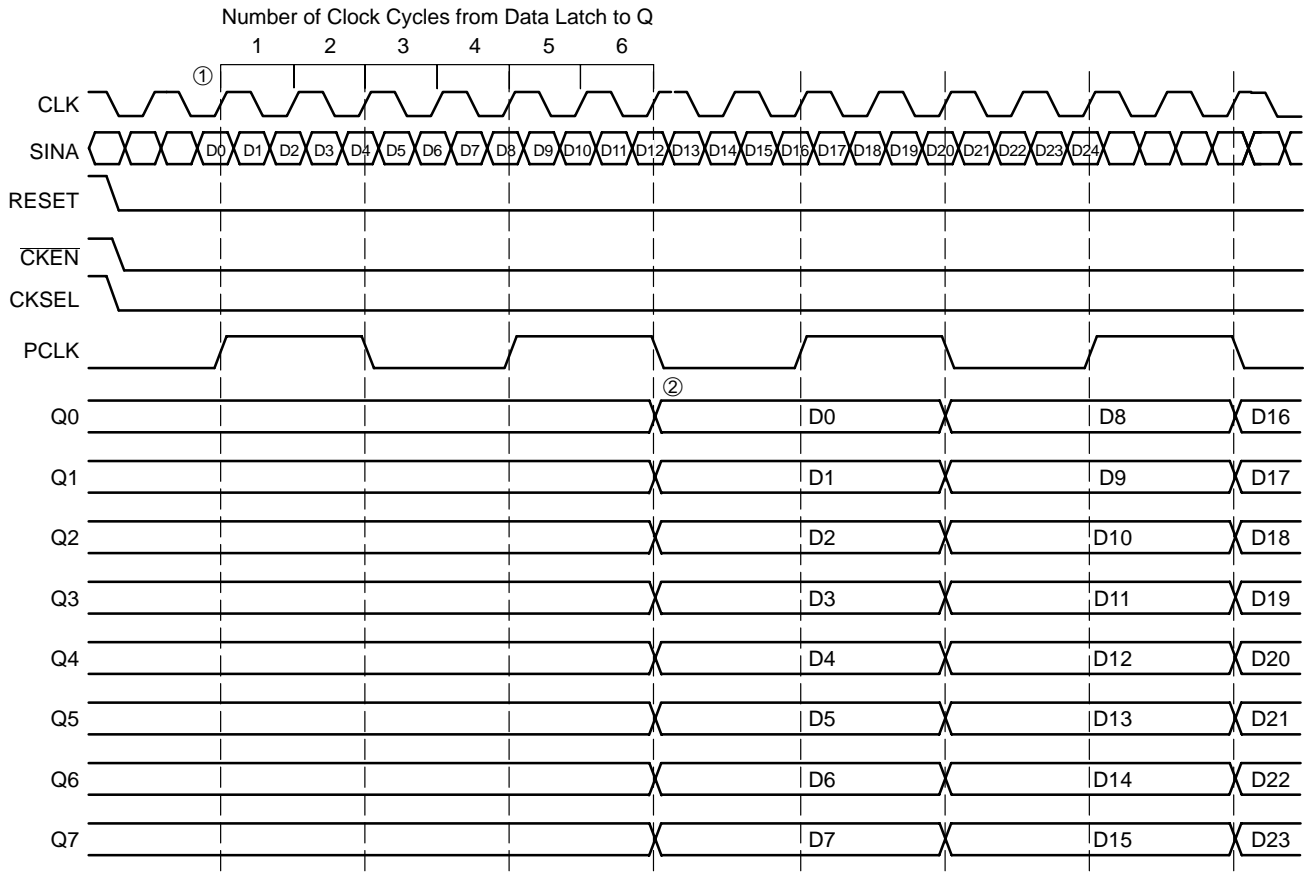 Number of Clock Cycles from Data Latch to Q
1 2 3 4 5 6
①
CLK
SINA D0 D1 D2 D3 D4 D5 D6 D7 D8 D9 D10 D11 D12 D13 D14 D15 D16 D17 D18 D19 D20 D21 D22 D23 D24
RESET
CKEN
CKSEL
PCLK
②
Q0 D0 D8 D16
Q1 D1 D9 D17
Q2 D2 D10 D18
Q3 D3 D11 D19
Q4 D4 D12 D20
Q5 D5 D13 D21
Q6 D6 D14 D22
Q7 D7 D15 D23